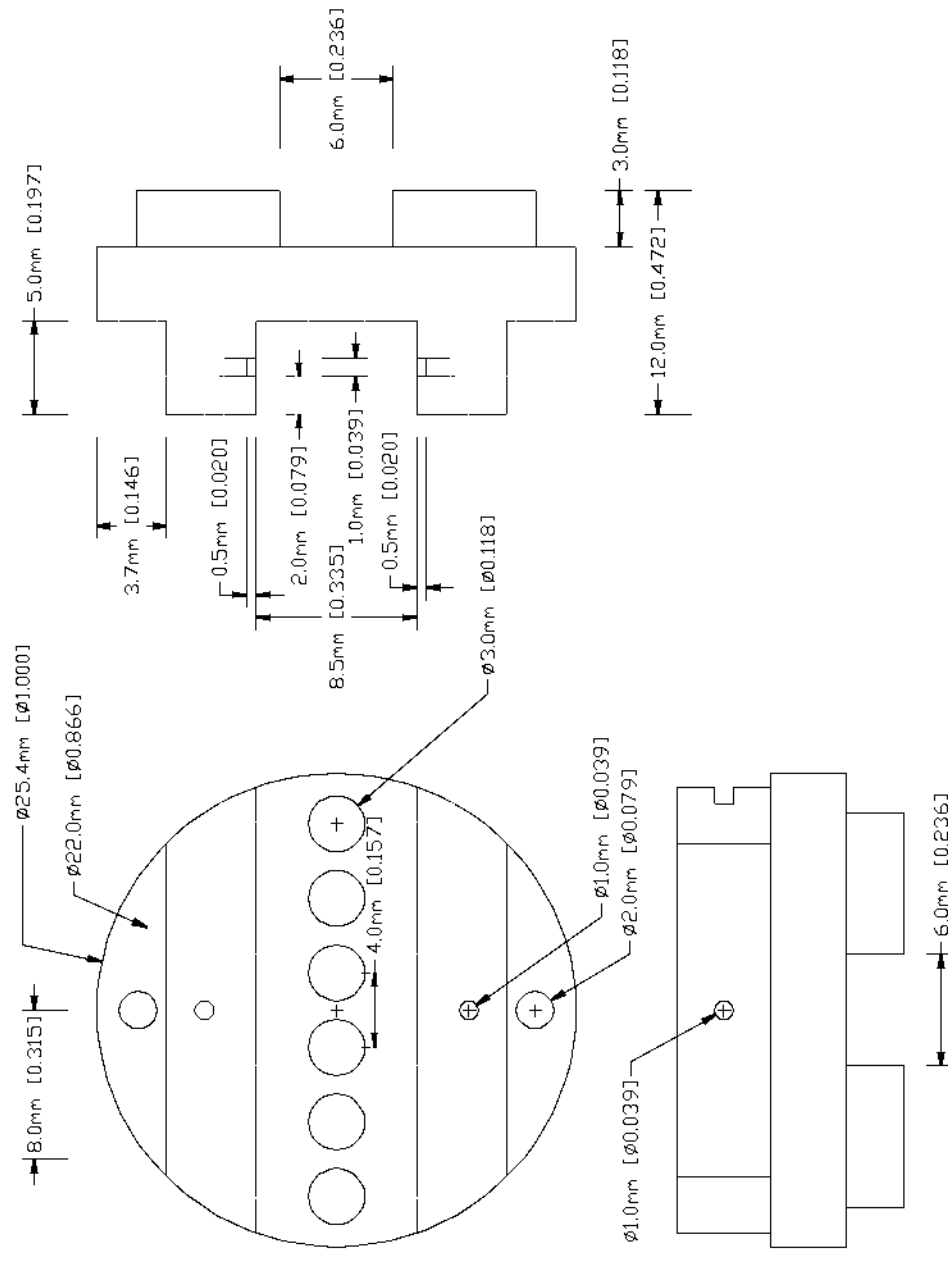 6.0mm [0.236]
3.0mm [0.118]
5.0mm [0.197]
12.0mm [0.472]
3.7mm [0.146]
0.5mm [0.020]
2.0mm [0.079]
1.0mm [0.039]
0.5mm [0.020]
8.5mm [0.335]
Ø3.0mm [Ø0.118]
Ø25.4mm [Ø1.000]
Ø22.0mm [Ø0.866]
8.0mm [0.315]
4.0mm [0.157]
Ø1.0mm [Ø0.039]
Ø2.0mm [Ø0.079]
Ø1.0mm [Ø0.039]
6.0mm [0.236]